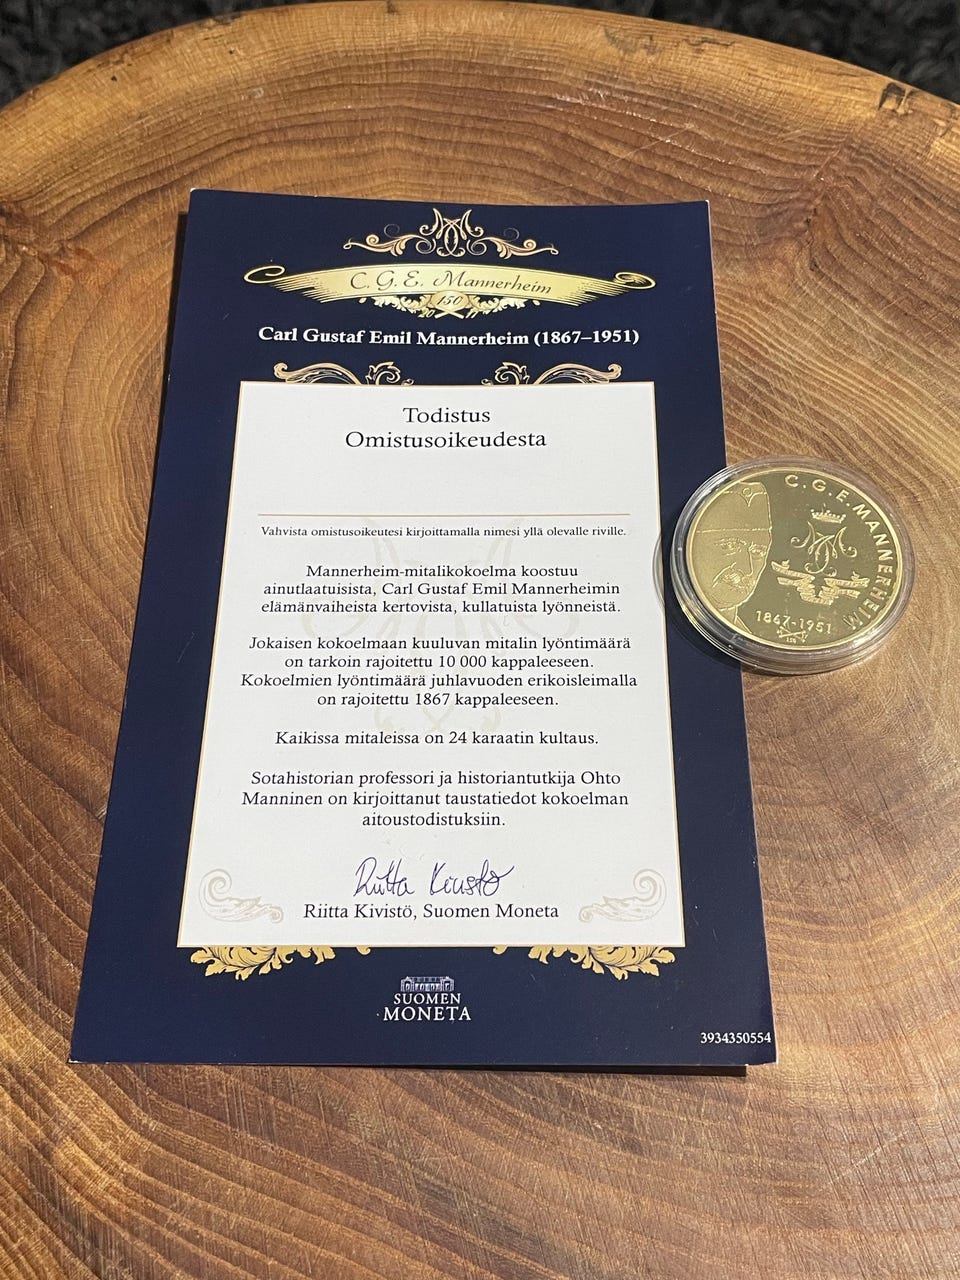 C. G. E. Mannerheim
150
20 17
Carl Gustaf Emil Mannerheim (1867–1951)
Todistus
Omistusoikeudesta
Vahvista omistusoikeutesi kirjoittamalla nimesi yllä olevalle riville.
Mannerheim-mitalikokoelma koostuu
ainutlaatuisista, Carl Gustaf Emil Mannerheimin
elämänvaiheista kertovista, kullatuista lyönneistä.
Jokaisen kokoelmaan kuuluvan mitalin lyöntimäärä
on tarkoin rajoitettu 10 000 kappaleeseen.
Kokoelmien lyöntimäärä juhlavuoden erikoisleimalla
on rajoitettu 1867 kappaleeseen.
Kaikissa mitaleissa on 24 karaatin kultaus.
Sotahistorian professori ja historiantutkija Ohto
Manninen on kirjoittanut taustatiedot kokoelman
aitoustodistuksiin.
Riitta Kivistö
Riitta Kivistö, Suomen Moneta
SUOMEN
MONETA
3934350554
C.G.E.MANNERHEIM
1867-1951
150